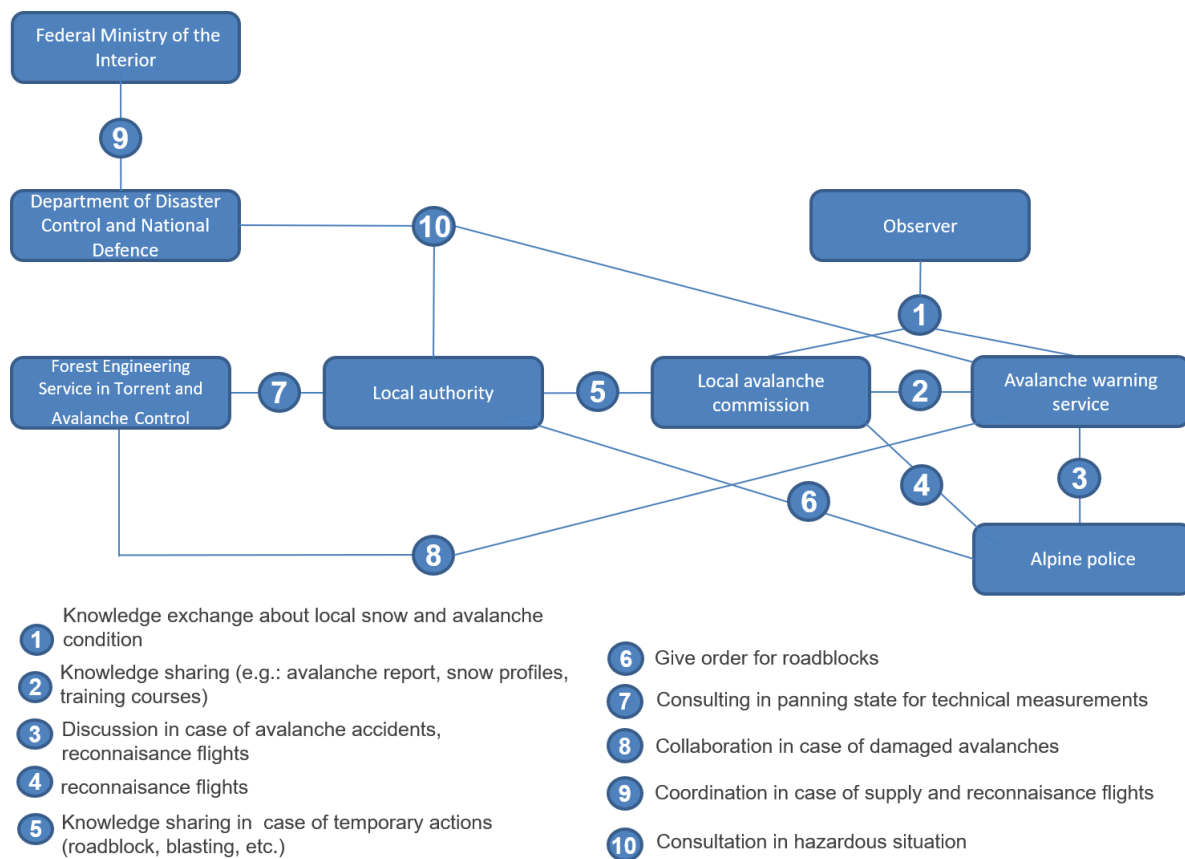 Federal Ministry of the
Interior
9
Department of Disaster
Control and National
Defence
10
Observer
1
Forest Engineering
Service in Torrent and
Avalanche Control
7
Local authority
5
Local avalanche
commission
2
Avalanche warning
service
3
4
6
8
Alpine police
1
Knowledge exchange about local snow and avalanche
condition
2
Knowledge sharing (e.g.: avalanche report, snow profiles,
training courses)
3
Discussion in case of avalanche accidents,
reconnaisance flights
4
reconnaisance flights
5
Knowledge sharing in  case of temporary actions
(roadblock, blasting, etc.)
6
Give order for roadblocks
7
Consulting in panning state for technical measurements
8
Collaboration in case of damaged avalanches
9
Coordination in case of supply and reconnaisance flights
10
Consultation in hazardous situation